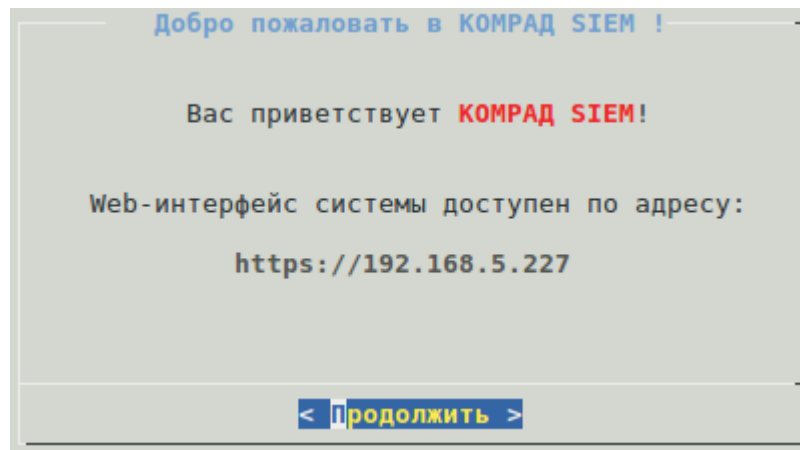 Добро пожаловать в КОМРАД SIEM !
Вас приветствует КОМРАД SIEM!
Web-интерфейс системы доступен по адресу:
https://192.168.5.227
< Продолжить >